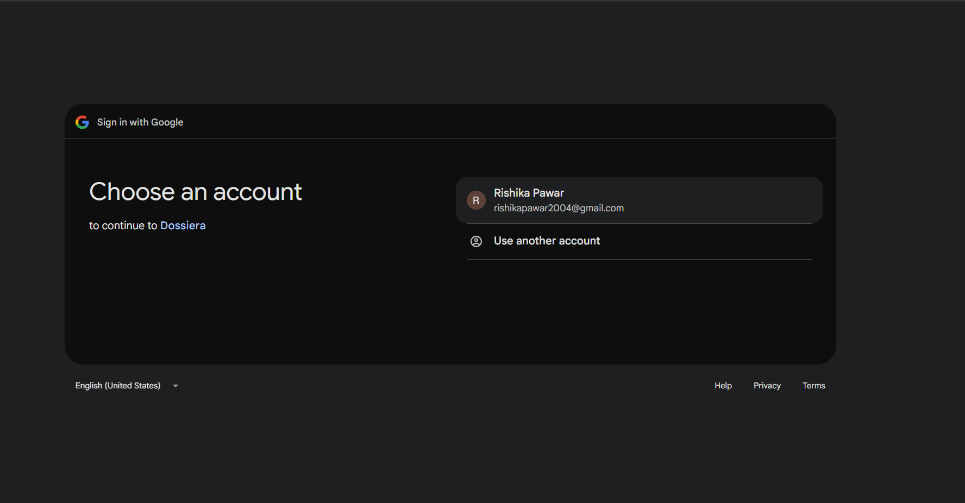 Sign in with Google
Choose an account
to continue to Dossiera
R
Rishika Pawar
rishikapawar2004@gmail.com
Use another account
English (United States)
Help
Privacy
Terms